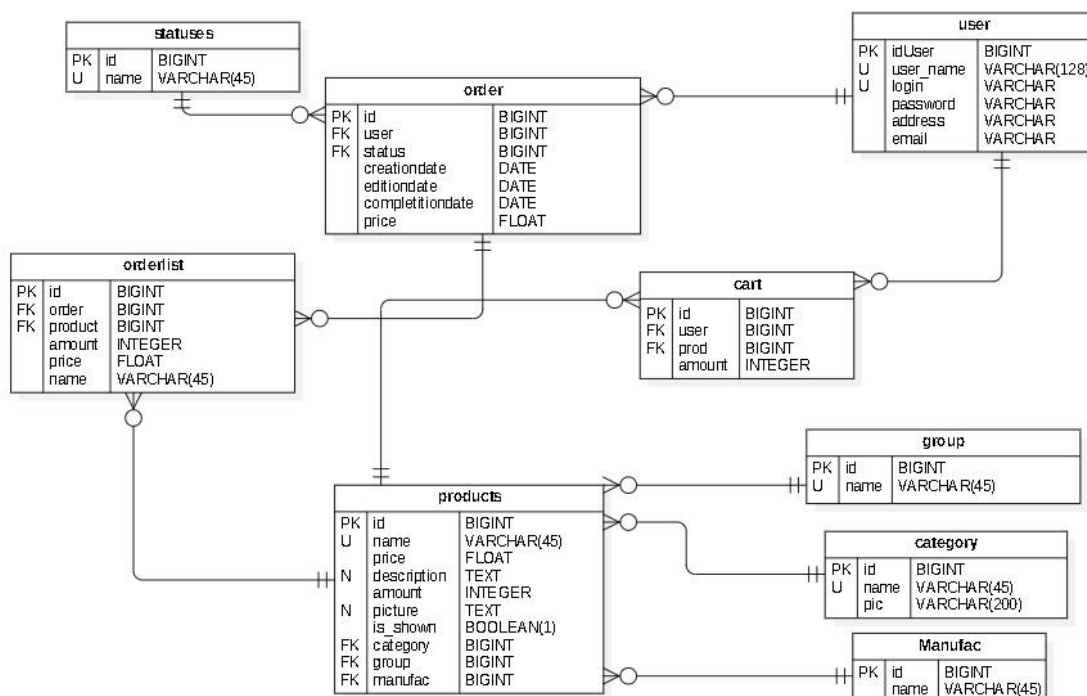 statuses
PK id BIGINT
U name VARCHAR(45)
user
PK idUser BIGINT
U user_name VARCHAR(128)
U login VARCHAR
password VARCHAR
address VARCHAR
email VARCHAR
order
PK id BIGINT
FK user BIGINT
FK status BIGINT
creationdate DATE
editiondate DATE
completitiondate DATE
price FLOAT
orderlist
PK id BIGINT
FK order BIGINT
FK product BIGINT
amount INTEGER
price FLOAT
name VARCHAR(45)
cart
PK id BIGINT
FK user BIGINT
FK prod BIGINT
amount INTEGER
group
PK id BIGINT
U name VARCHAR(45)
products
PK id BIGINT
U name VARCHAR(45)
price FLOAT
N description TEXT
amount INTEGER
N picture TEXT
is_shown BOOLEAN(1)
FK category BIGINT
FK group BIGINT
FK manufac BIGINT
category
PK id BIGINT
U name VARCHAR(45)
pic VARCHAR(200)
Manufac
PK id BIGINT
name VARCHAR(45)